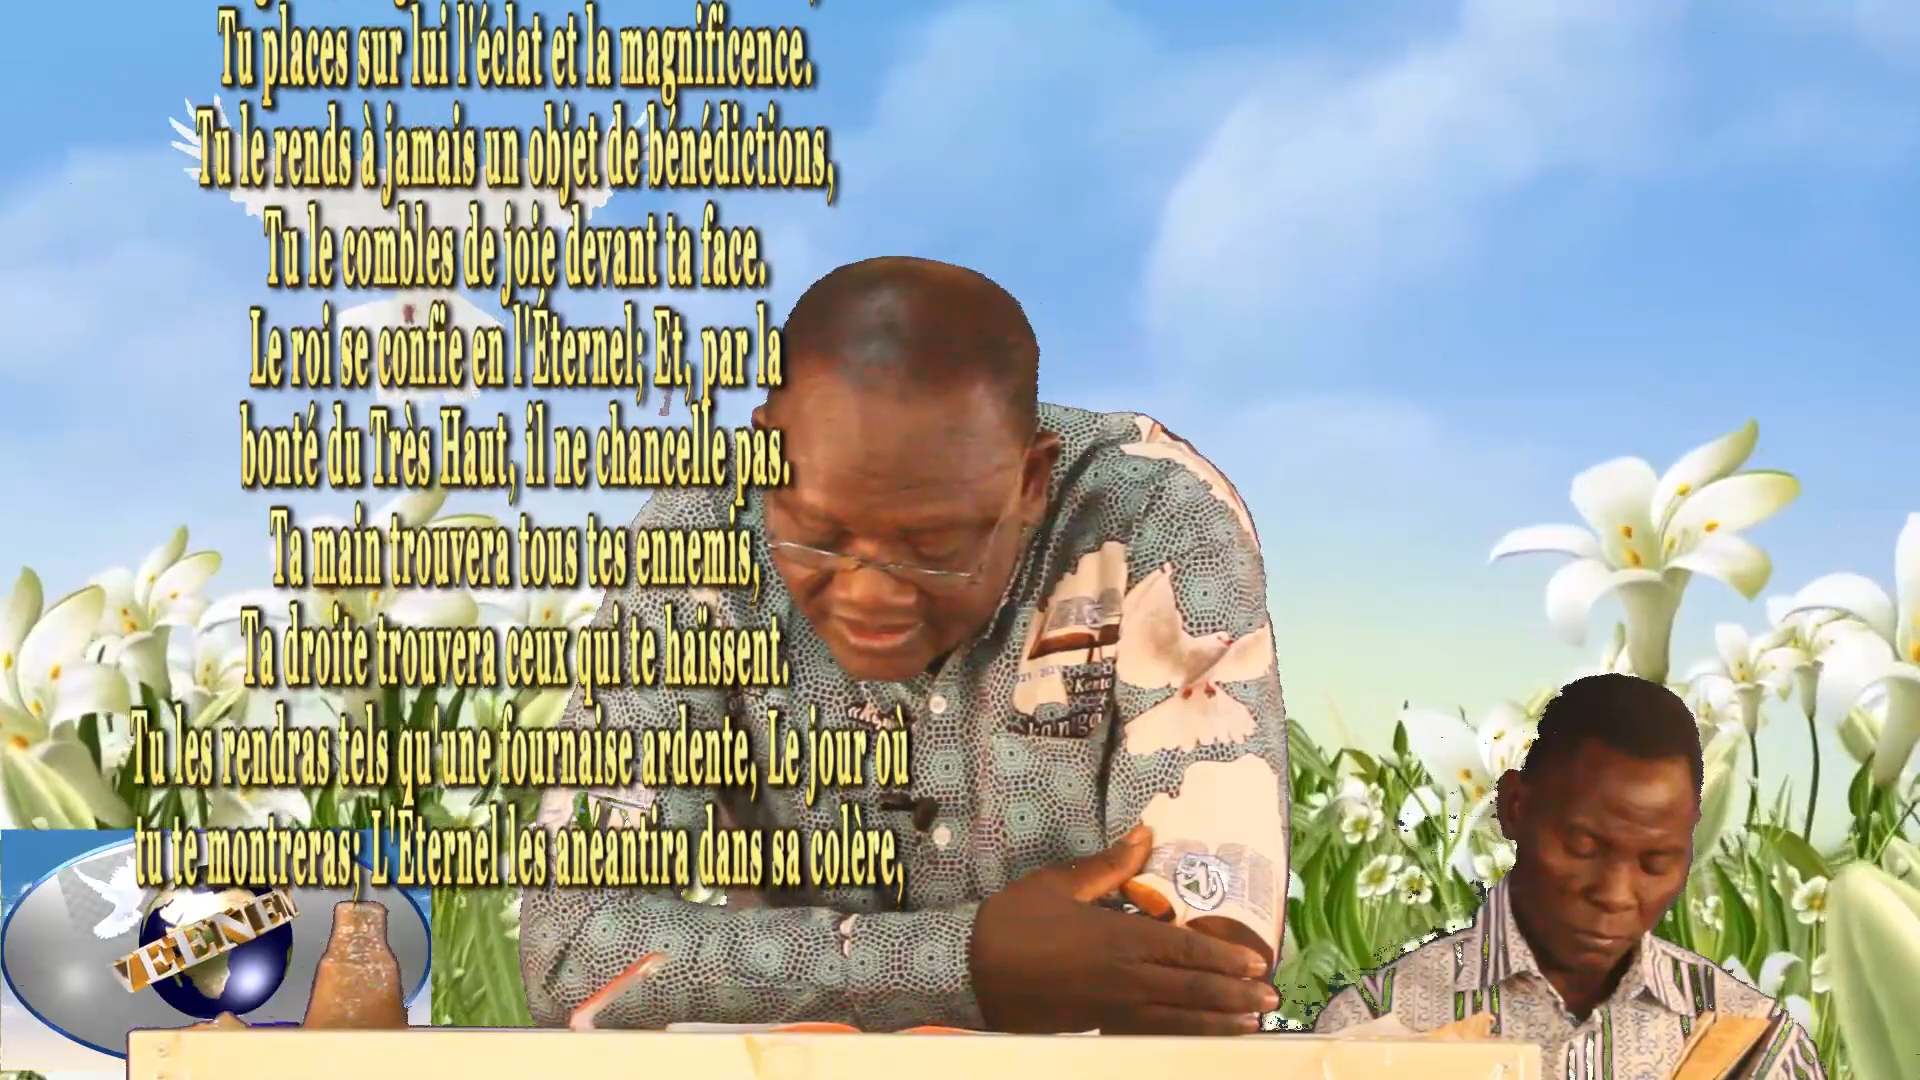 Tu places sur lui l'éclat et la magnificence.
Tu le rends à jamais un objet de bénédictions,
Tu le combles de joie devant ta face.
Le roi se confie en l'Éternel; Et, par la
bonté du Très Haut, il ne chancelle pas.
Ta main trouvera tous tes ennemis,
Ta droite trouvera ceux qui te haïssent.
Tu les rendras tels qu'une fournaise ardente, Le jour où
tu te montreras; L'Éternel les anéantira dans sa colère,